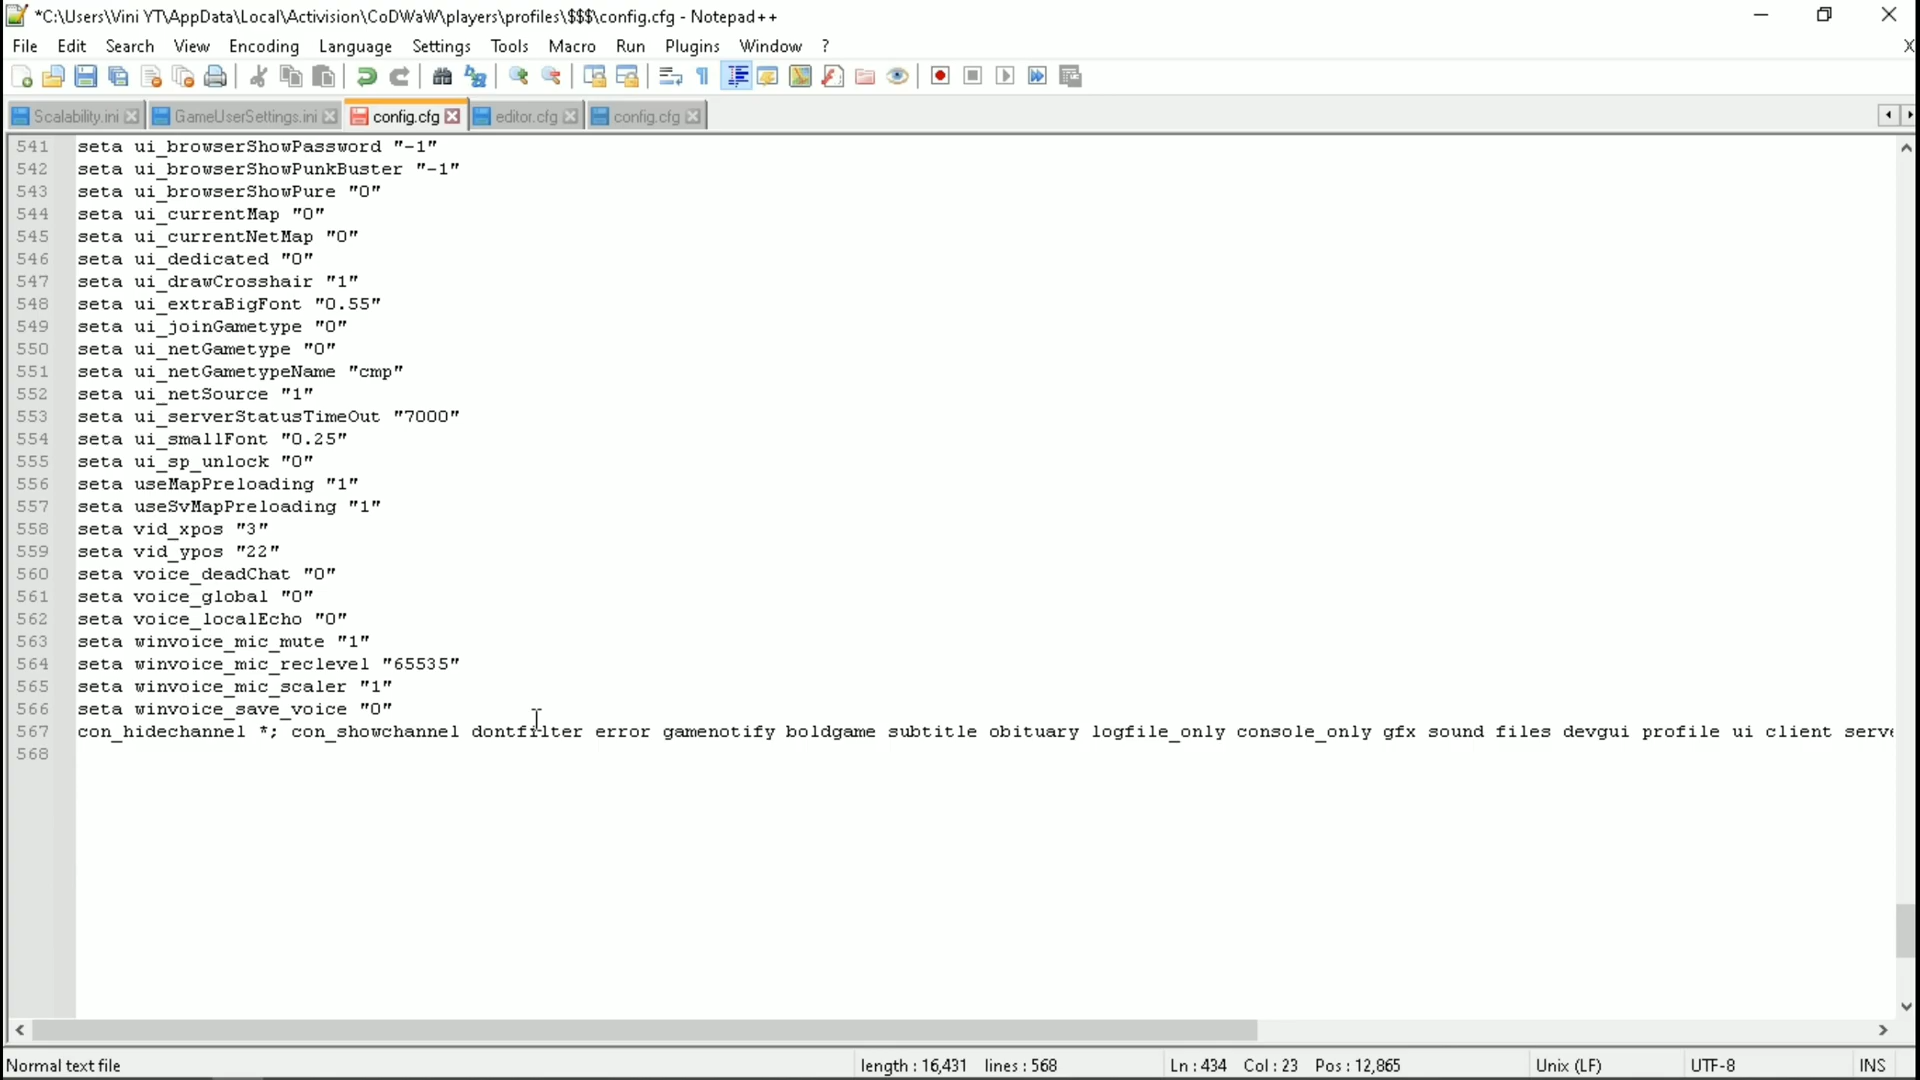 *C:\Users\Vini YT\AppData\Local\Activision\CoDWaW\players\profiles\$$$\config.cfg - Notepad++
File Edit Search View Encoding Language Settings Tools Macro Run Plugins Window ? X
Scalability.ini GameUserSettings.ini config.cfg editor.cfg config.cfg
541 seta ui_browserShowPassword "-1"
542 seta ui_browserShowPunkBuster "-1"
543 seta ui_browserShowPure "0"
544 seta ui_currentMap "0"
545 seta ui_currentNetMap "0"
546 seta ui_dedicated "0"
547 seta ui_drawCrosshair "1"
548 seta ui_extraBigFont "0.55"
549 seta ui_joinGametype "0"
550 seta ui_netGametype "0"
551 seta ui_netGametypeName "cmp"
552 seta ui_netSource "1"
553 seta ui_serverStatusTimeOut "7000"
554 seta ui_smallFont "0.25"
555 seta ui_sp_unlock "0"
556 seta useMapPreloading "1"
557 seta useSvMapPreloading "1"
558 seta vid_xpos "3"
559 seta vid_ypos "22"
560 seta voice_deadChat "0"
561 seta voice_global "0"
562 seta voice_localEcho "0"
563 seta winvoice_mic_mute "1"
564 seta winvoice_mic_reclevel "65535"
565 seta winvoice_mic_scaler "1"
566 seta winvoice_save_voice "0"
567 con_hidechannel *; con_showchannel dontfilter error gamenotify boldgame subtitle obituary logfile_only console_only gfx sound files devgui profile ui client serve
568
Normal text file length : 16,431 lines : 568 Ln : 434 Col : 23 Pos : 12,865 Unix (LF) UTF-8 INS